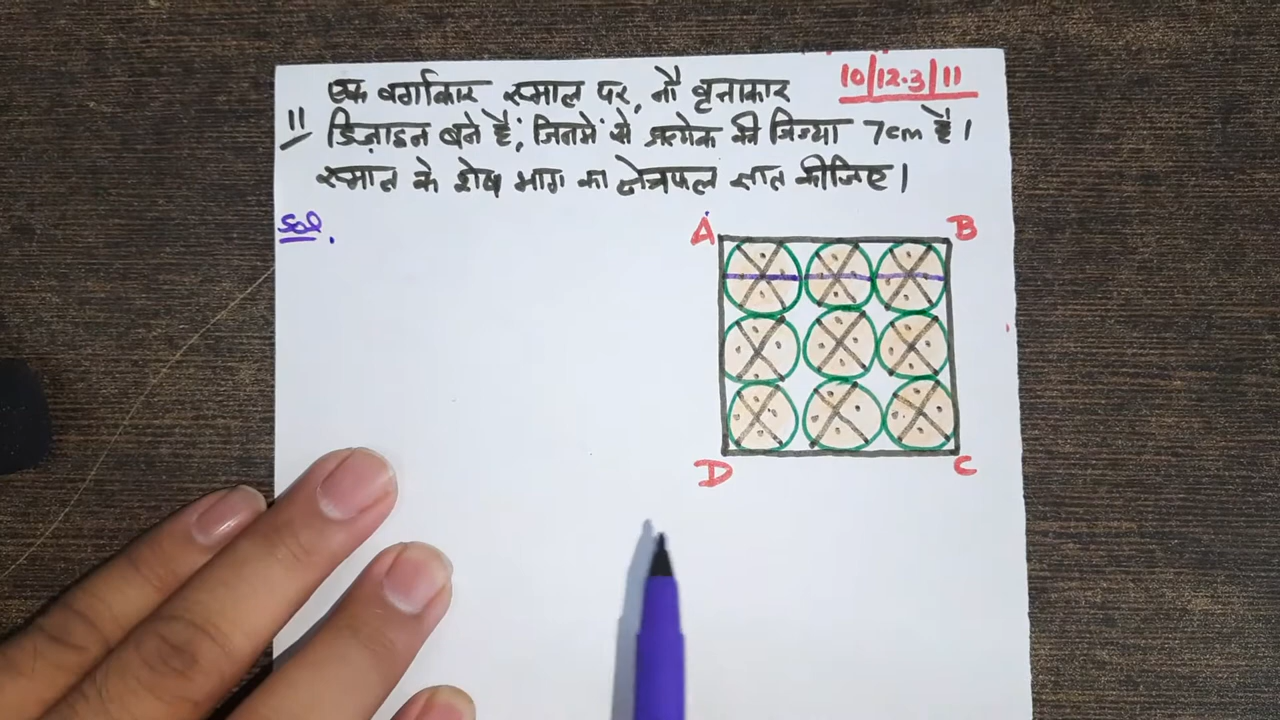 एक वर्गाकार रूमाल पर, नौ वृत्ताकार
10/12.3/11
11 डिज़ाइन बने हैं, जिनमें से प्रत्येक की त्रिज्या 7cm है।
रूमाल के शेष भाग का क्षेत्रफल ज्ञात कीजिए।
Sol.
A B
D C